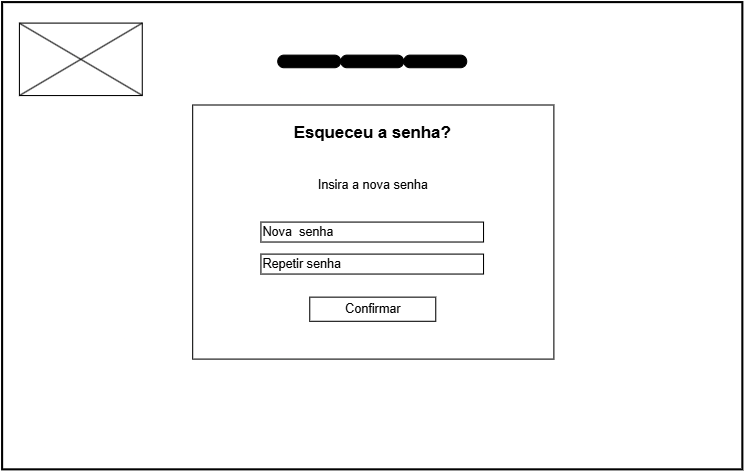 Esqueceu a senha?
Insira a nova senha
Nova  senha
Repetir senha
Confirmar